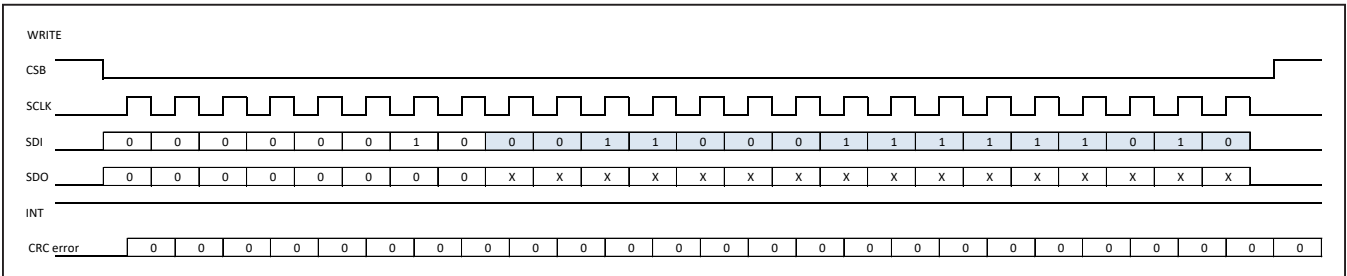 WRITE
CSB
SCLK
SDI 0 0 0 0 0 0 1 0 0 0 1 1 0 0 0 1 1 1 1 1 1 0 1 0
SDO 0 0 0 0 0 0 0 0 X X X X X X X X X X X X X X X X
INT
CRC error 0 0 0 0 0 0 0 0 0 0 0 0 0 0 0 0 0 0 0 0 0 0 0 0 0